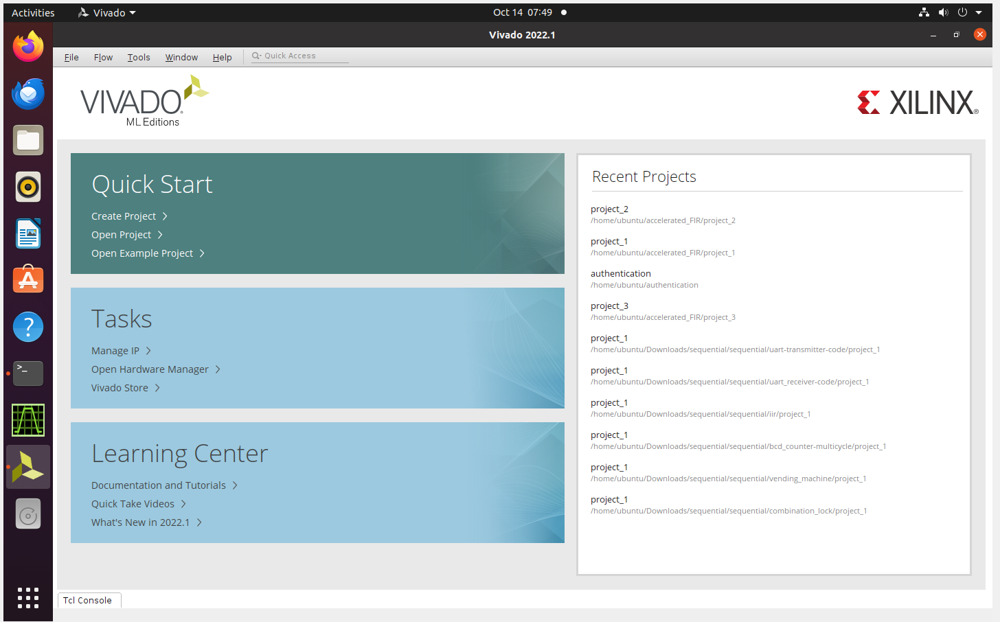 Activities
Vivado
Oct 14 07:49
Vivado 2022.1
File Flow Tools Window Help
Quick Access
VIVADO®
ML Editions
XILINX®
Quick Start
Create Project
Open Project
Open Example Project
Tasks
Manage IP
Open Hardware Manager
Vivado Store
Learning Center
Documentation and Tutorials
Quick Take Videos
What's New in 2022.1
Recent Projects
project_2
/home/ubuntu/accelerated_FIR/project_2
project_1
/home/ubuntu/accelerated_FIR/project_1
authentication
/home/ubuntu/authentication
project_3
/home/ubuntu/accelerated_FIR/project_3
project_1
/home/ubuntu/Downloads/sequential/sequential/uart-transmitter-code/project_1
project_1
/home/ubuntu/Downloads/sequential/sequential/uart_receiver-code/project_1
project_1
/home/ubuntu/Downloads/sequential/sequential/iir/project_1
project_1
/home/ubuntu/Downloads/sequential/sequential/bcd_counter-multicycle/project_1
project_1
/home/ubuntu/Downloads/sequential/sequential/vending_machine/project_1
project_1
/home/ubuntu/Downloads/sequential/sequential/combination_lock/project_1
Tcl Console